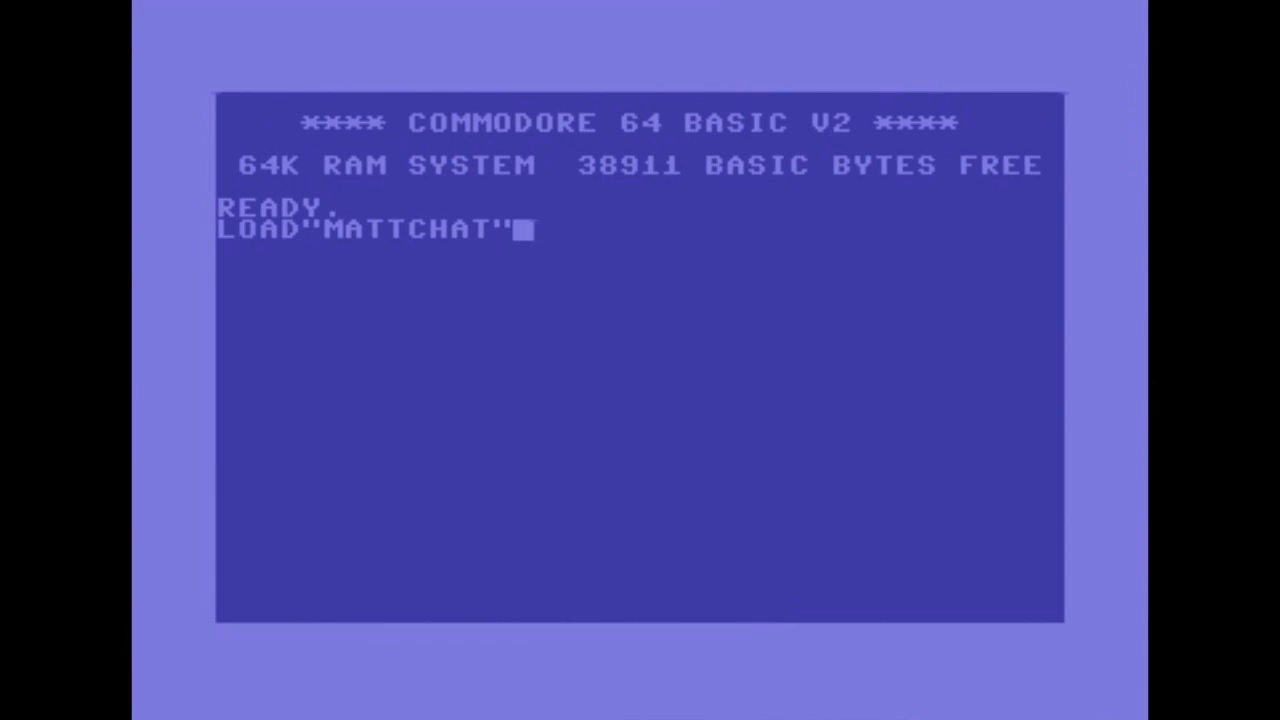 **** COMMODORE 64 BASIC V2 ****
64K RAM SYSTEM  38911 BASIC BYTES FREE
READY.
LOAD"MATTCHAT"